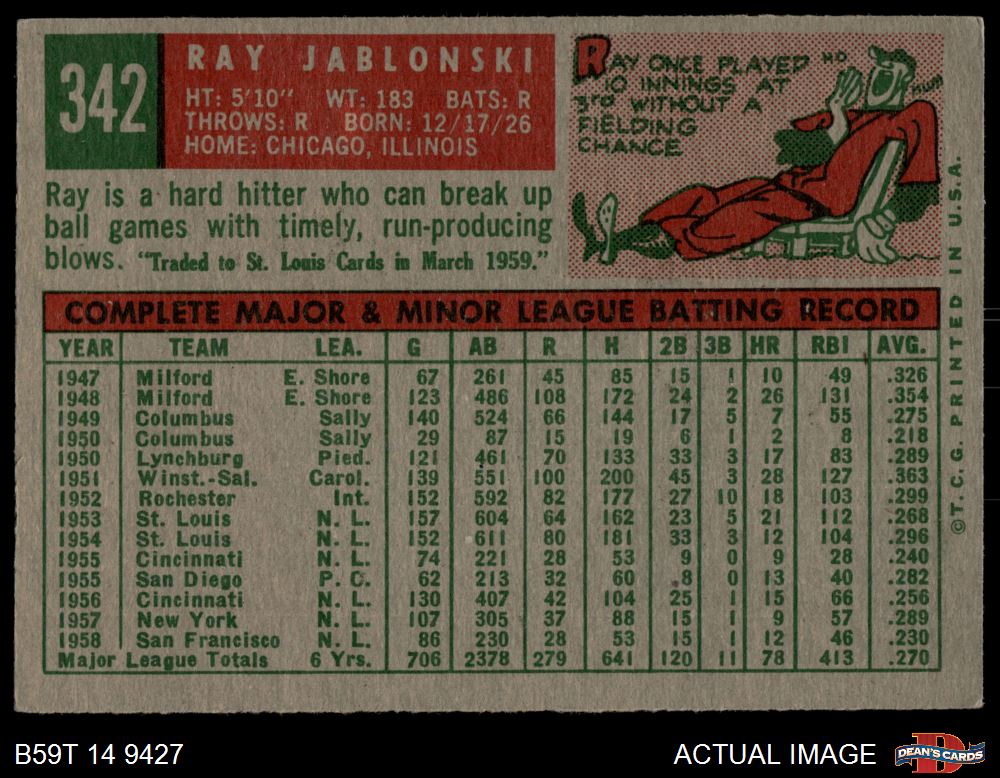 342
RAY JABLONSKI
HT: 5'10" WT: 183 BATS: R
THROWS: R BORN: 12/17/26
HOME: CHICAGO, ILLINOIS
Ray is a hard hitter who can break up
ball games with timely, run-producing
blows. "Traded to St. Louis Cards in March 1959."
RAY ONCE PLAYED
10 INNINGS AT
3rd WITHOUT A
FIELDING
CHANCE
HO
HUM
COMPLETE MAJOR & MINOR LEAGUE BATTING RECORD
YEAR TEAM LEA. G AB R H 2B 3B HR RBI AVG.
1947 Milford E. Shore 67 261 45 85 15 1 10 49 .326
1948 Milford E. Shore 123 486 108 172 24 2 26 131 .354
1949 Columbus Sally 140 524 66 144 17 5 7 55 .275
1950 Columbus Sally 29 87 15 19 6 1 2 8 .218
1950 Lynchburg Pied. 121 461 70 133 33 3 17 83 .289
1951 Winst.-Sal. Carol. 139 551 100 200 45 3 28 127 .363
1952 Rochester Int. 152 592 82 177 27 10 18 103 .299
1953 St. Louis N. L. 157 604 64 162 23 5 21 112 .268
1954 St. Louis N. L. 152 611 80 181 33 3 12 104 .296
1955 Cincinnati N. L. 74 221 28 53 9 0 9 28 .240
1955 San Diego P. C. 62 213 32 60 8 0 13 40 .282
1956 Cincinnati N. L. 130 407 42 104 25 1 15 66 .256
1957 New York N. L. 107 305 37 88 15 1 9 57 .289
1958 San Francisco N. L. 86 230 28 53 15 1 12 46 .230
Major League Totals 6 Yrs. 706 2378 279 641 120 11 78 413 .270
©T. C. G. PRINTED IN U.S.A.
B59T 14 9427
ACTUAL IMAGE
DEAN'S CARDS